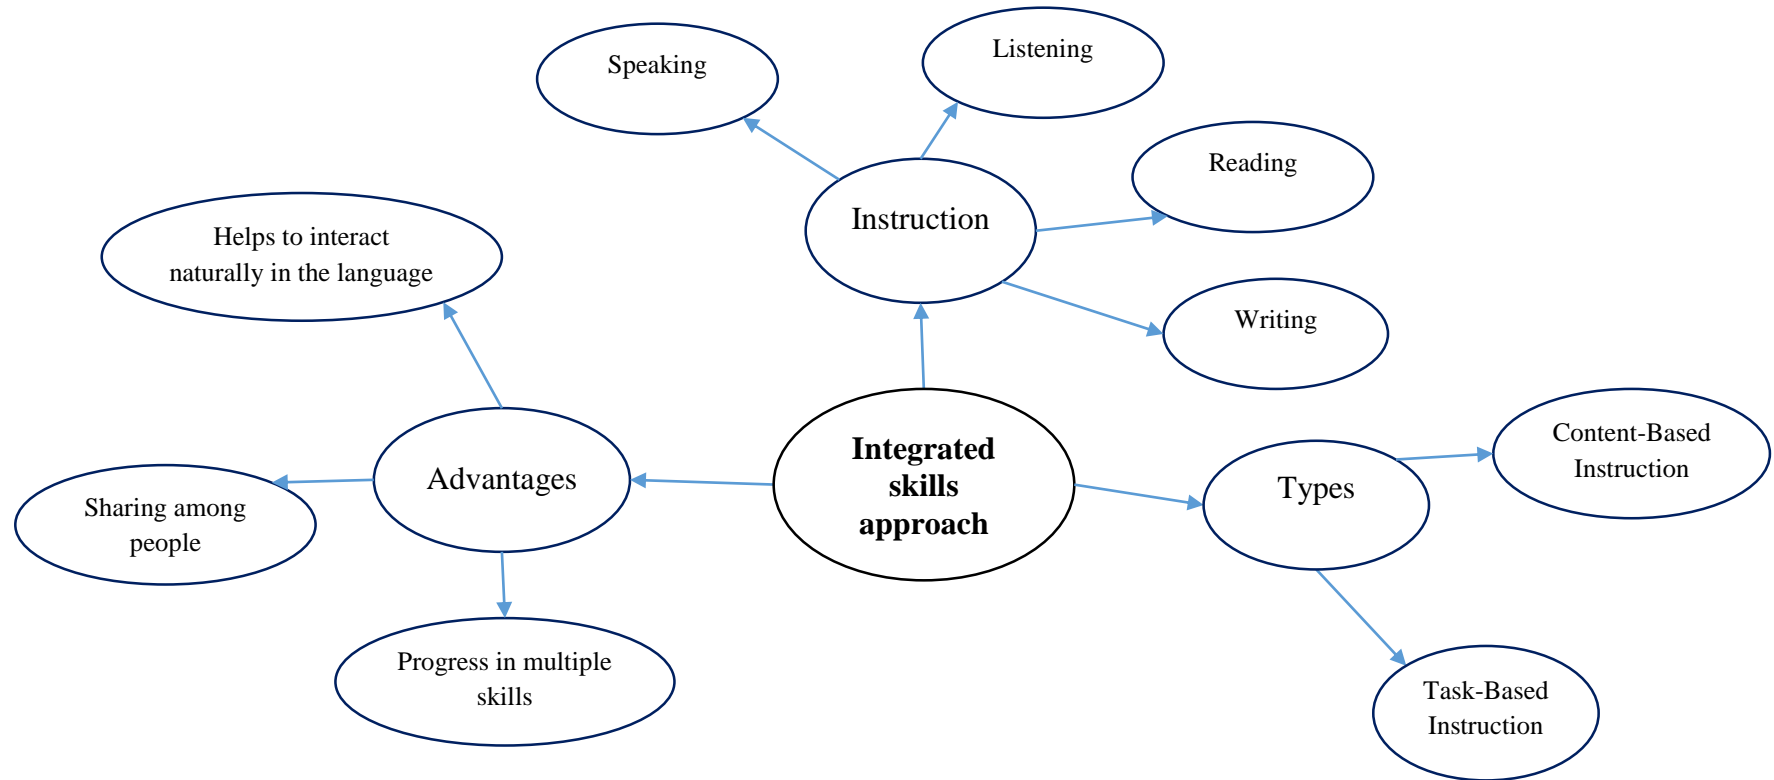 Speaking
Listening
Reading
Instruction
Writing
Helps to interact
naturally in the language
Integrated
skills
approach
Advantages
Sharing among
people
Progress in multiple
skills
Types
Content-Based
Instruction
Task-Based
Instruction